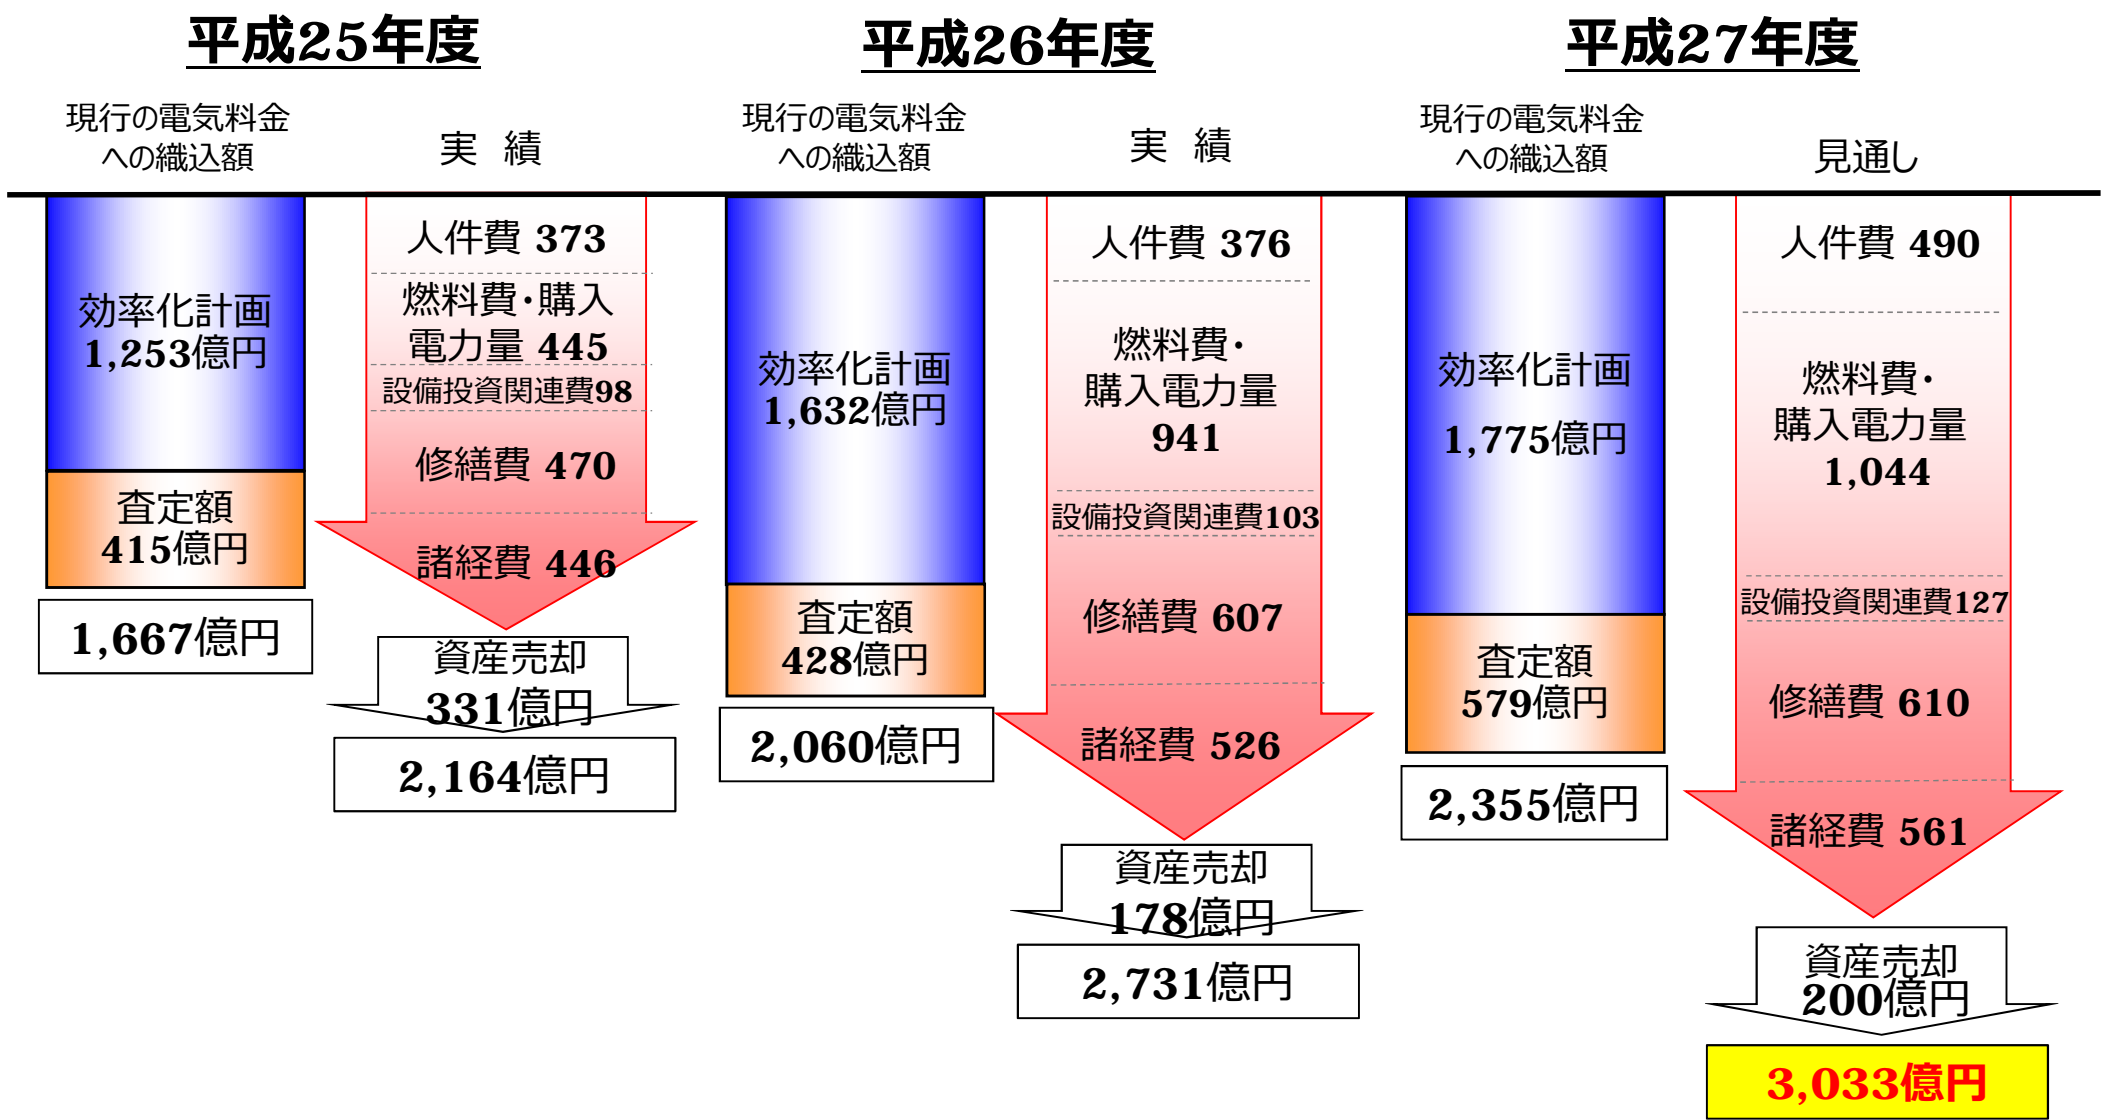 平成25年度
現行の電気料金
への織込額
実 績
効率化計画
1,253億円
査定額
415億円
1,667億円
人件費 373
燃料費・購入
電力量 445
設備投資関連費98
修繕費 470
諸経費 446
資産売却
331億円
2,164億円
平成26年度
現行の電気料金
への織込額
実 績
効率化計画
1,632億円
査定額
428億円
2,060億円
人件費 376
燃料費・
購入電力量
941
設備投資関連費103
修繕費 607
諸経費 526
資産売却
178億円
2,731億円
平成27年度
現行の電気料金
への織込額
見通し
効率化計画
1,775億円
査定額
579億円
2,355億円
人件費 490
燃料費・
購入電力量
1,044
設備投資関連費127
修繕費 610
諸経費 561
資産売却
200億円
3,033億円